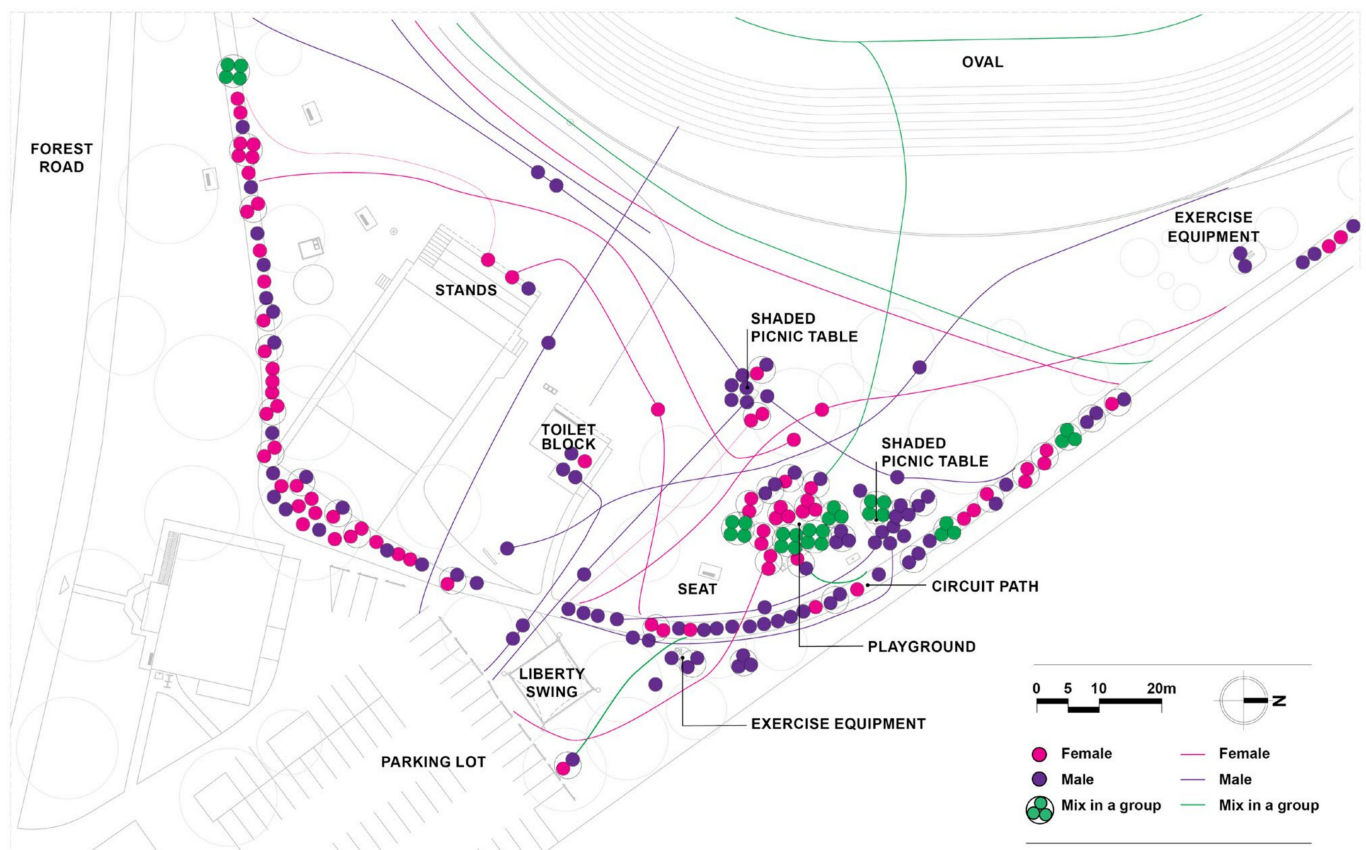 OVAL
FOREST
ROAD
EXERCISE
EQUIPMENT
STANDS
SHADED
PICNIC TABLE
TOILET
BLOCK
SHADED
PICNIC TABLE
SEAT
CIRCUIT PATH
PLAYGROUND
LIBERTY
SWING
EXERCISE EQUIPMENT
PARKING LOT
0 5 10 20m
N
Female Female
Male Male
Mix in a group Mix in a group